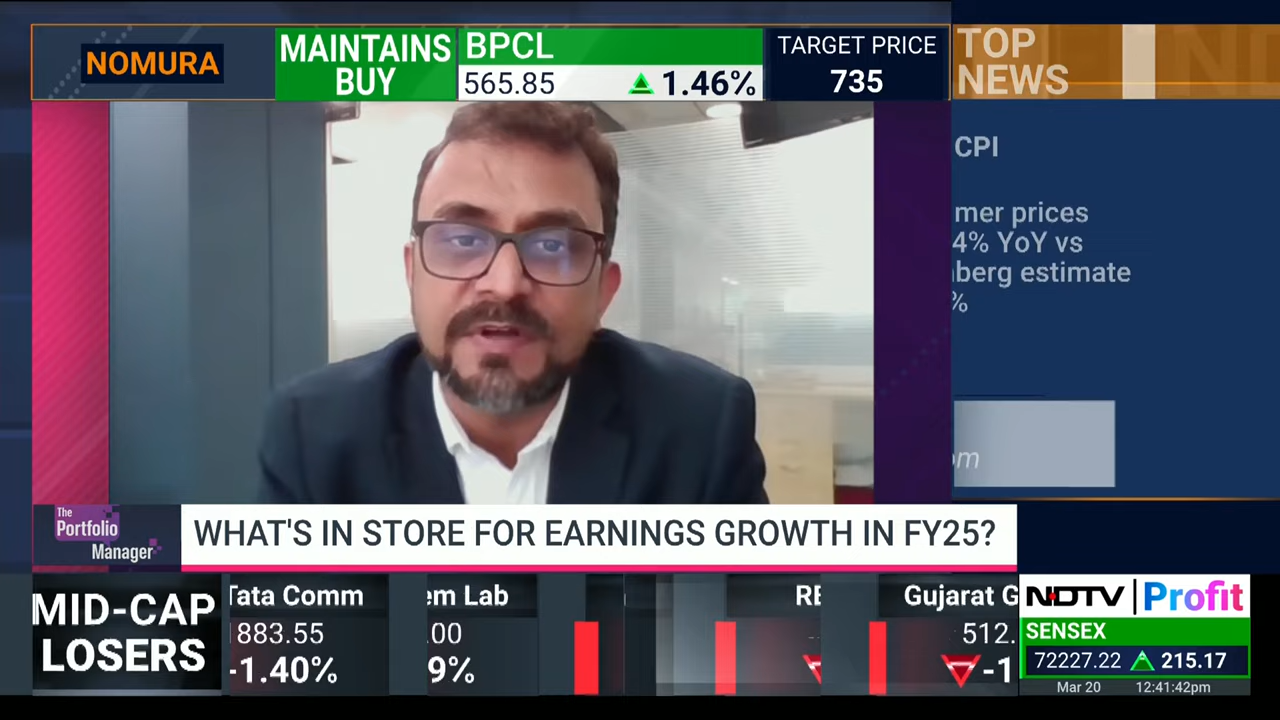 NOMURA
MAINTAINS
BUY
BPCL
565.85 1.46%
TARGET PRICE
735
TOP
NEWS
CPI
mer prices
4% YoY vs
berg estimate
%
The
Portfolio
Manager
WHAT'S IN STORE FOR EARNINGS GROWTH IN FY25?
MID-CAP
LOSERS
Tata Comm
1883.55
-1.40%
em Lab
.00
9%
Gujarat G
512.
-1
NDTV Profit
SENSEX
72227.22 215.17
Mar 20 12:41:42pm